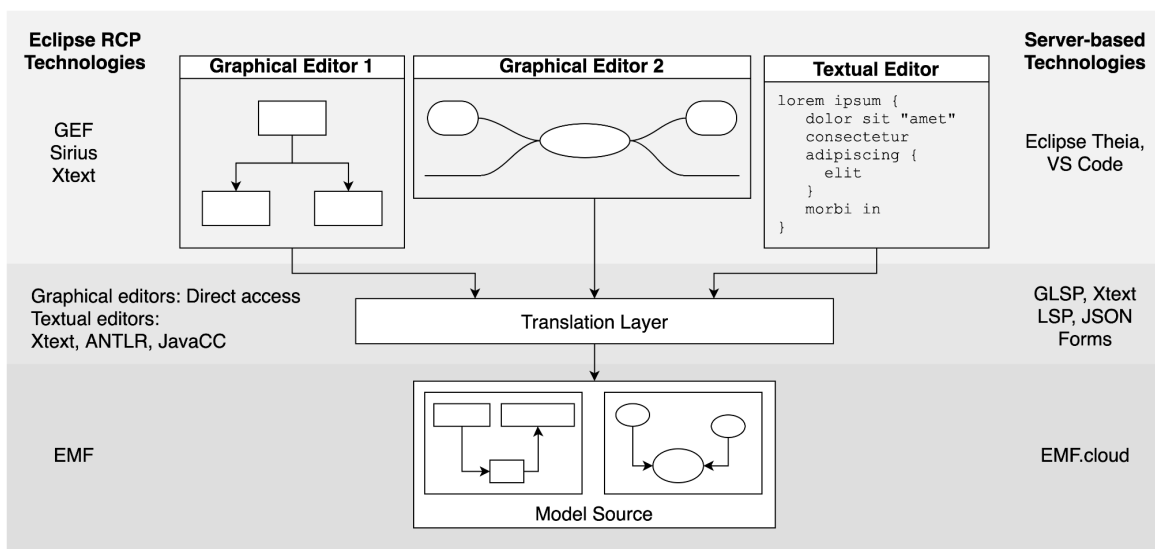 Eclipse RCP
Technologies
GEF
Sirius
Xtext
Graphical Editor 1
Graphical Editor 2
Textual Editor
lorem ipsum {
dolor sit "amet"
consectetur
adipiscing {
elit
}
morbi in
}
Server-based
Technologies
Eclipse Theia,
VS Code
Graphical editors: Direct access
Textual editors:
Xtext, ANTLR, JavaCC
Translation Layer
GLSP, Xtext
LSP, JSON
Forms
EMF
Model Source
EMF.cloud